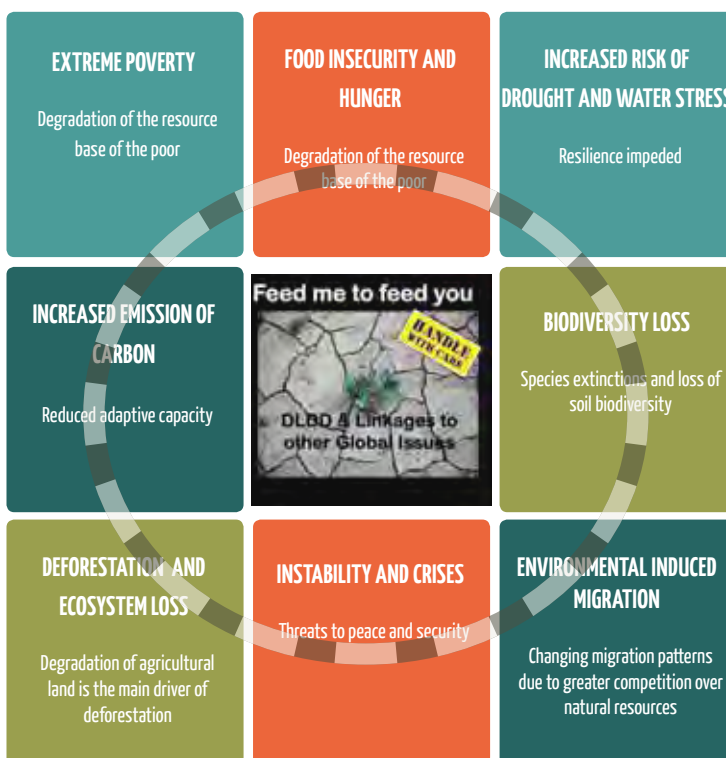 EXTREME POVERTY
Degradation of the resource
base of the poor
FOOD INSECURITY AND
HUNGER
Degradation of the resource
base of the poor
INCREASED RISK OF
DROUGHT AND WATER STRESS
Resilience impeded
INCREASED EMISSION OF
CARBON
Reduced adaptive capacity
Feed me to feed you
HANDLE
WITH CARE
DLDD & Linkages to
other Global Issues
BIODIVERSITY LOSS
Species extinctions and loss of
soil biodiversity
DEFORESTATION AND
ECOSYSTEM LOSS
Degradation of agricultural
land is the main driver of
deforestation
INSTABILITY AND CRISES
Threats to peace and security
ENVIRONMENTAL INDUCED
MIGRATION
Changing migration patterns
due to greater competition over
natural resources